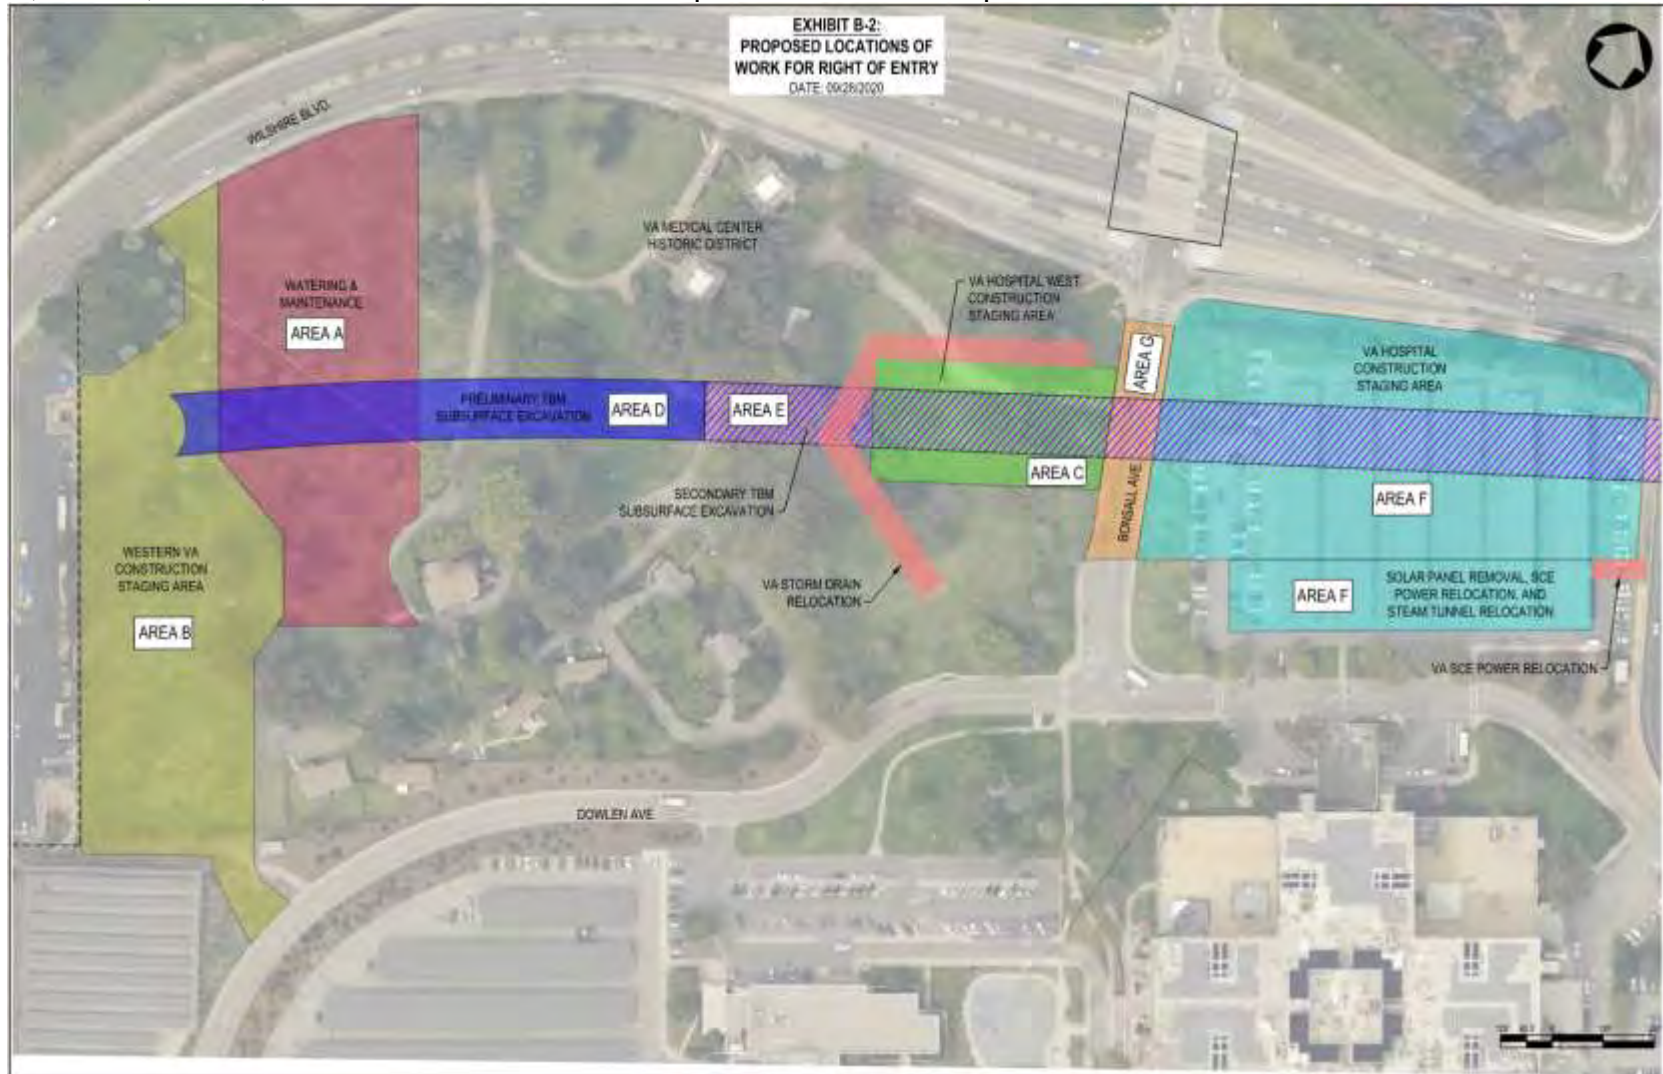 EXHIBIT B-2:
PROPOSED LOCATIONS OF
WORK FOR RIGHT OF ENTRY
DATE: 09/28/2020
WILSHIRE BLVD.
VA MEDICAL CENTER
HISTORIC DISTRICT
WATERING &
MAINTENANCE
AREA A
VA HOSPITAL WEST
CONSTRUCTION
STAGING AREA
AREA G
VA HOSPITAL
CONSTRUCTION
STAGING AREA
PRELIMINARY TBM
SUBSURFACE EXCAVATION
AREA D
AREA E
AREA C
BONSALL AVE
AREA F
SECONDARY TBM
SUBSURFACE EXCAVATION
WESTERN VA
CONSTRUCTION
STAGING AREA
AREA B
VA STORM DRAIN
RELOCATION
AREA F
SOLAR PANEL REMOVAL, SCE
POWER RELOCATION, AND
STEAM TUNNEL RELOCATION
VA SCE POWER RELOCATION
DOWLEN AVE